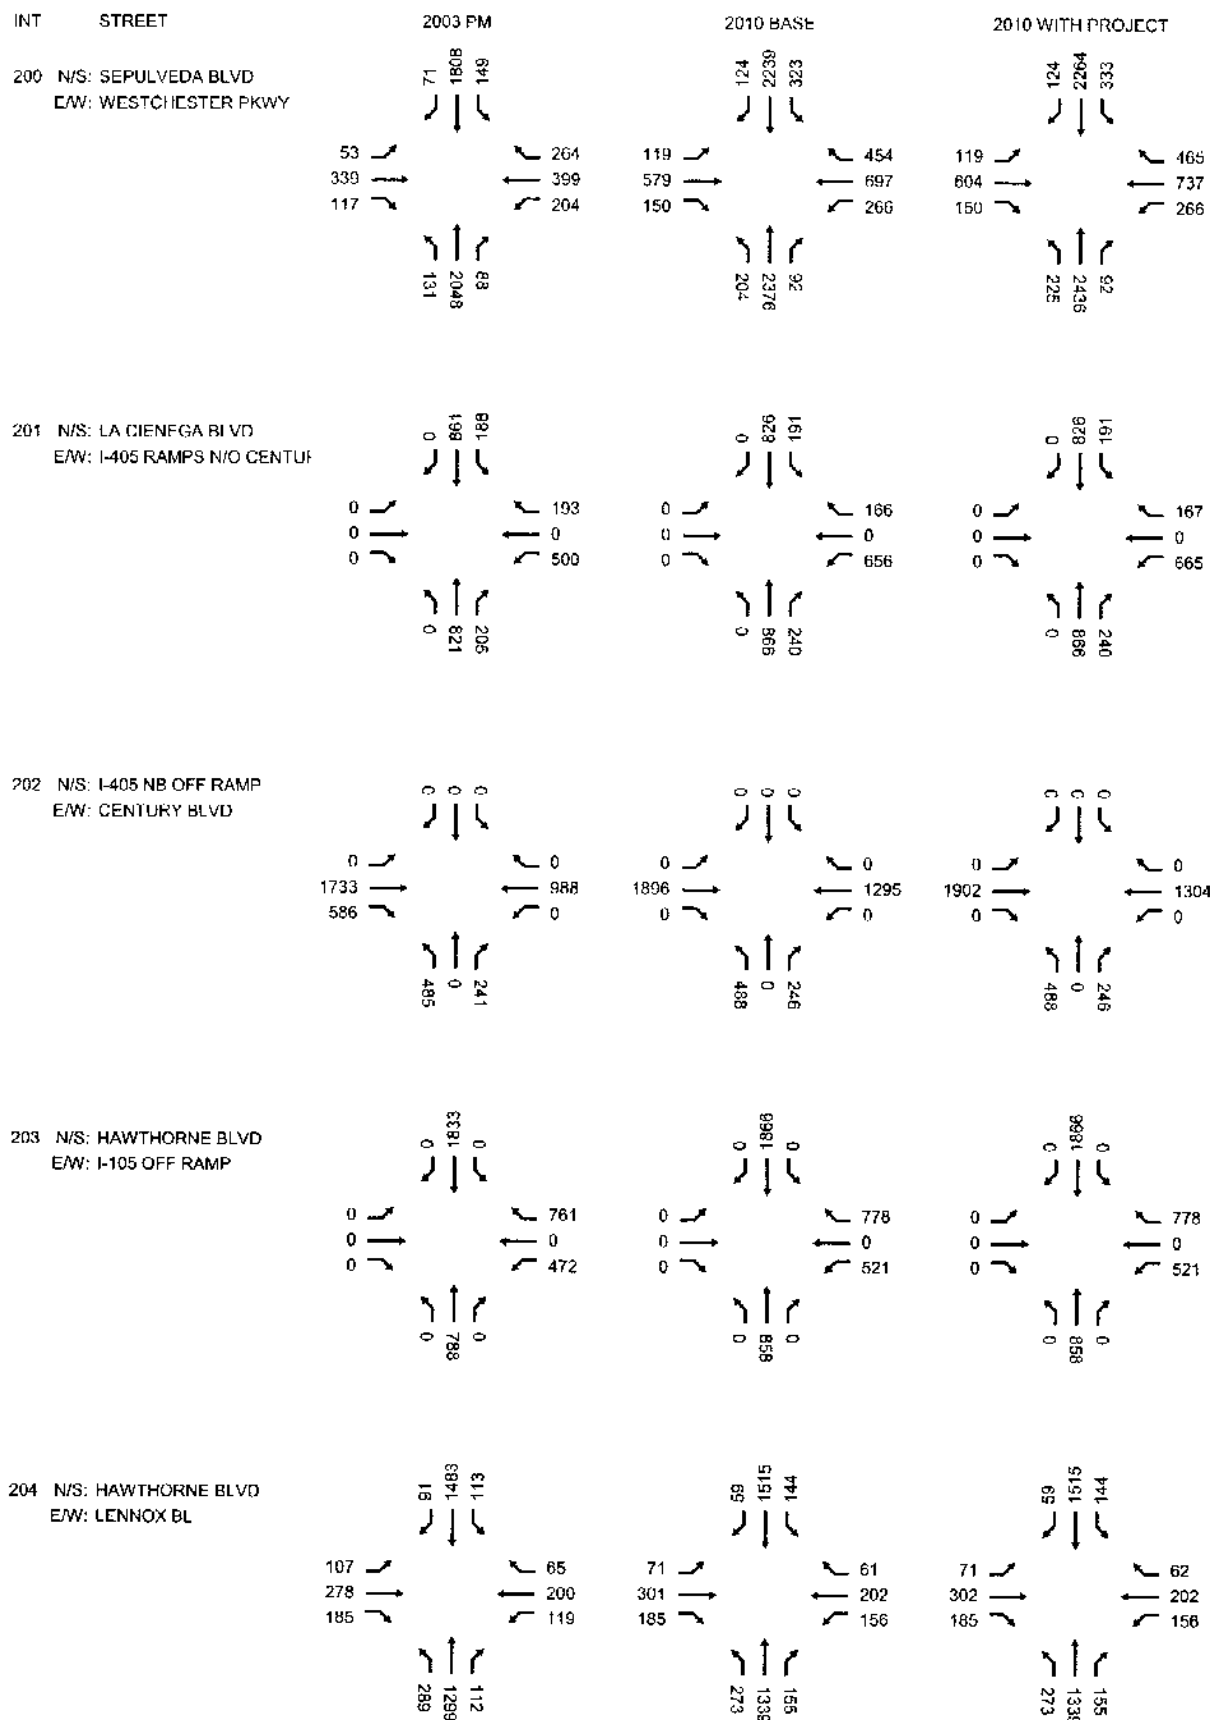 INT STREET 2003 PM 2010 BASE 2010 WITH PROJECT
200 N/S: SEPULVEDA BLVD
E/W: WESTCHESTER PKWY
71 1808 149 124 2239 323 124 2264 333
53 264 119 454 119 465
339 399 579 697 604 737
117 204 150 266 150 266
131 2048 88 204 2376 92 225 2436 92
201 N/S: LA CIENEGA BLVD
E/W: I-405 RAMPS N/O CENTUF
0 861 188 0 826 191 0 826 191
0 193 0 166 0 167
0 0 0 0 0 0
0 500 0 656 0 665
0 821 205 0 866 240 0 866 240
202 N/S: I-405 NB OFF RAMP
E/W: CENTURY BLVD
0 0 0 0 0 0 0 0 0
0 0 0 0 0 0
1733 988 1896 1295 1902 1304
586 0 0 0 0 0
485 0 241 488 0 246 488 0 246
203 N/S: HAWTHORNE BLVD
E/W: I-105 OFF RAMP
0 1833 0 0 1866 0 0 1866 0
0 761 0 778 0 778
0 0 0 0 0 0
0 472 0 521 0 521
0 788 0 0 858 0 0 858 0
204 N/S: HAWTHORNE BLVD
E/W: LENNOX BL
91 113 59 1515 144 59 1515 144
107 65 71 61 71 62
278 200 301 202 302 202
185 119 185 156 185 156
289 1299 112 273 1339 155 273 1339 155